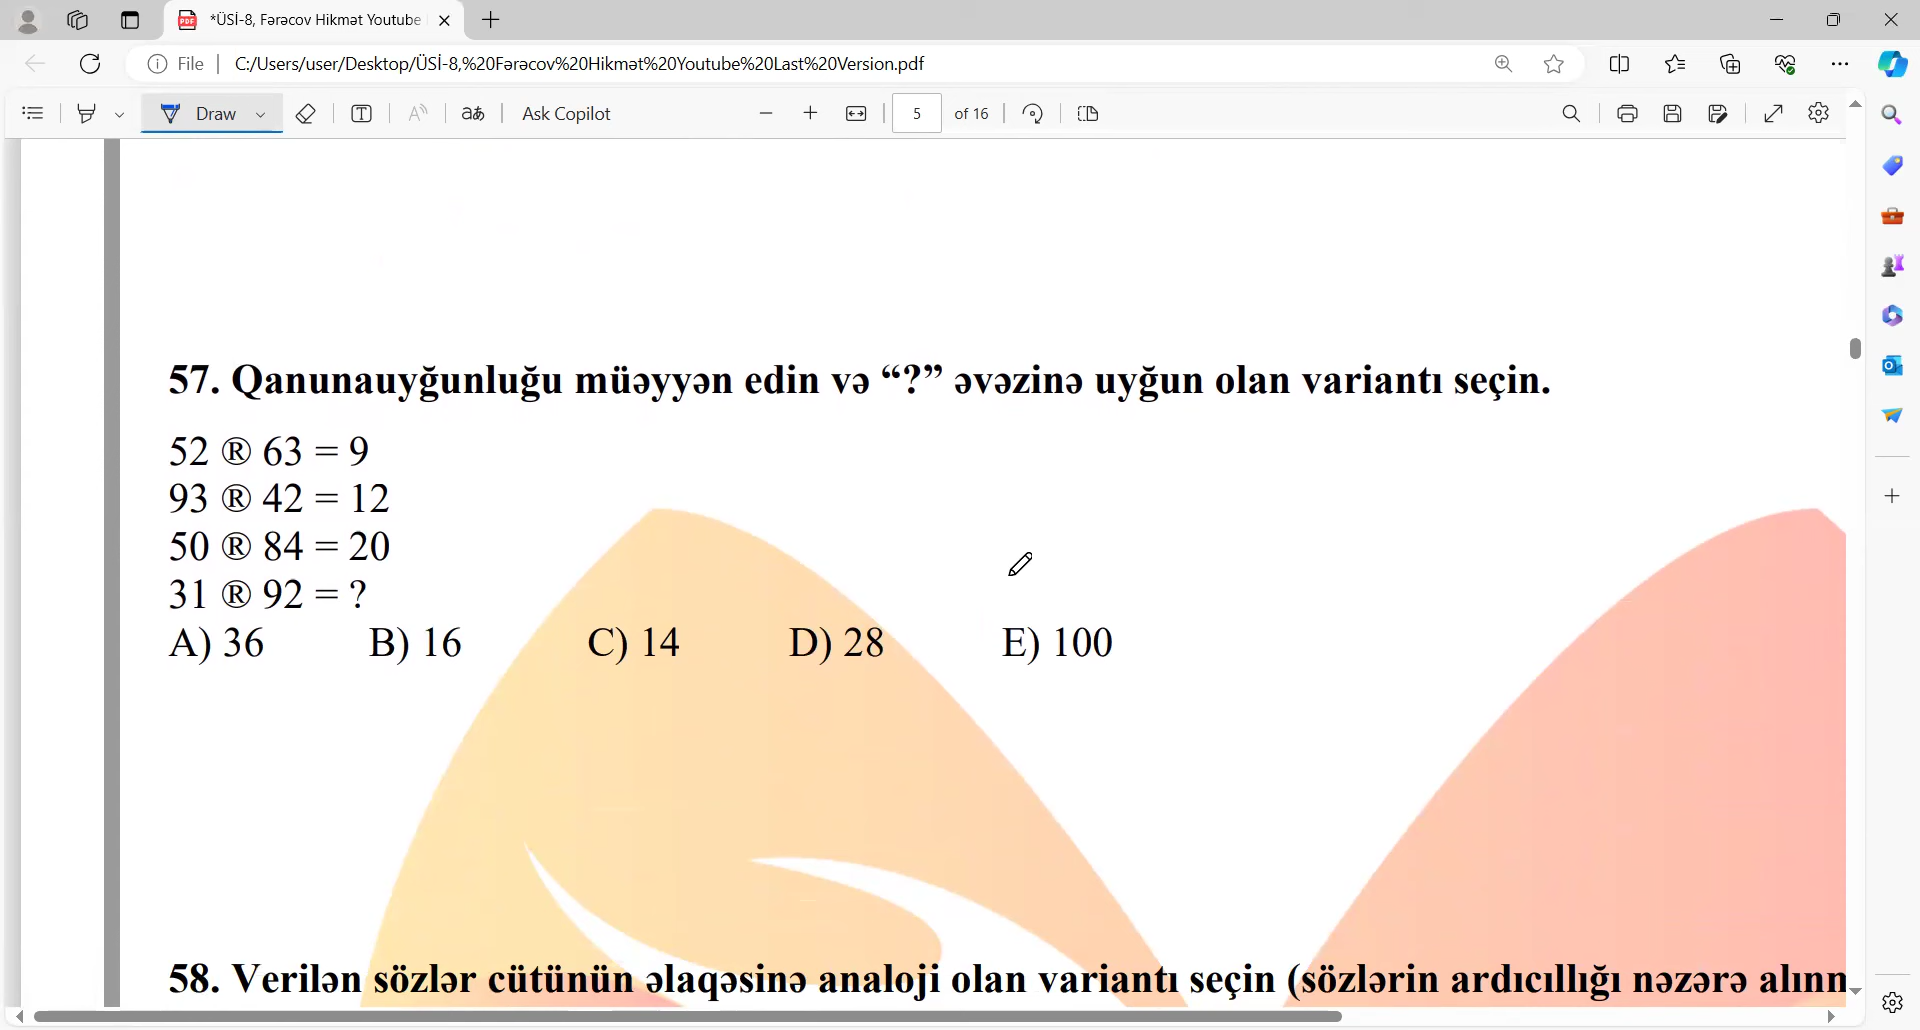 *ÜSİ-8, Fərəcov Hikmət Youtube
File
C:/Users/user/Desktop/ÜSİ-8,%20Fərəcov%20Hikmət%20Youtube%20Last%20Version.pdf
Draw
Ask Copilot
5 of 16
57. Qanunauyğunluğu müəyyən edin və “?” əvəzinə uyğun olan variantı seçin.
52 ® 63 = 9
93 ® 42 = 12
50 ® 84 = 20
31 ® 92 = ?
A) 36 B) 16 C) 14 D) 28 E) 100
58. Verilən sözlər cütünün əlaqəsinə analoji olan variantı seçin (sözlərin ardıcıllığı nəzərə